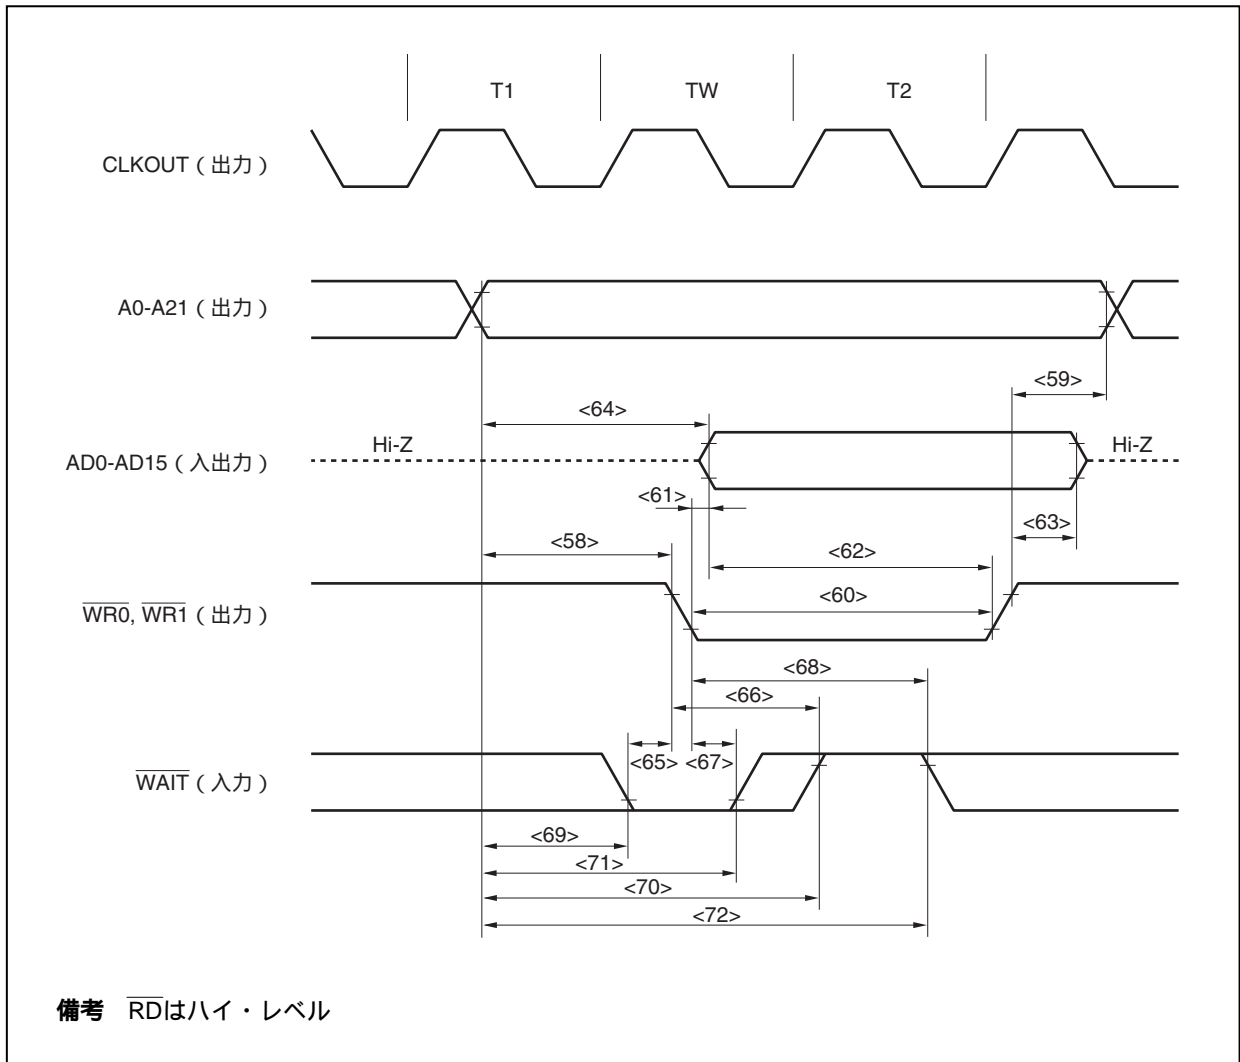 T1 TW T2
CLKOUT（出力）
A0-A21（出力）
<59>
<64>
Hi-Z Hi-Z
AD0-AD15（入出力）
<61>
<63>
<58>
<62>
<60>
WR0, WR1（出力）
<68>
<66>
<65> <67>
WAIT（入力）
<69>
<71>
<70>
<72>
備考 RDはハイ・レベル